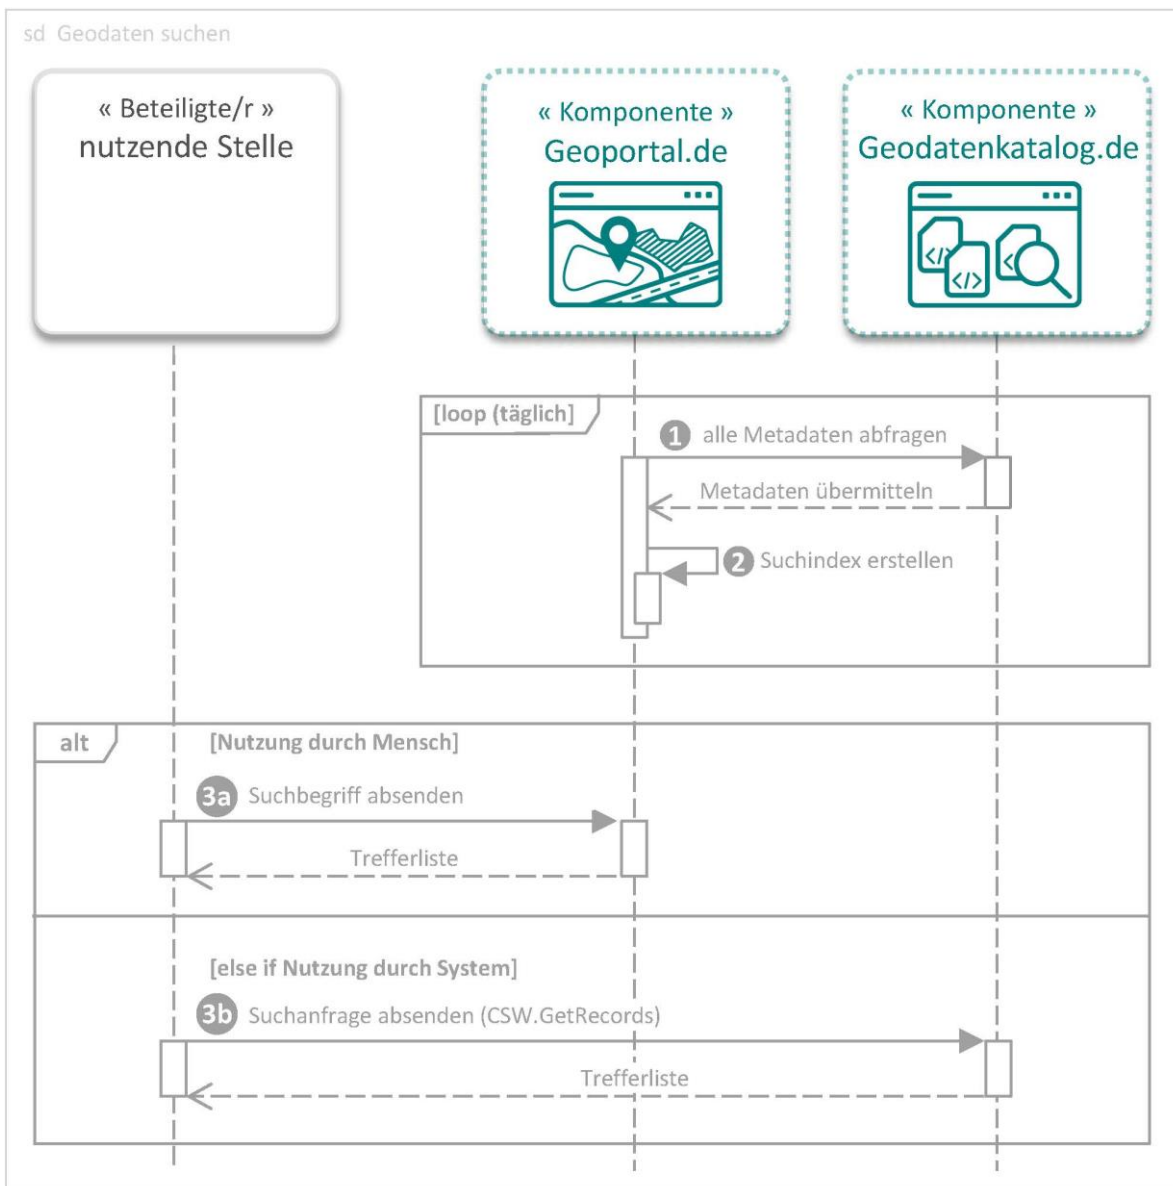 sd Geodaten suchen
« Beteiligte/r »
nutzende Stelle
« Komponente »
Geoportal.de
« Komponente »
Geodatenkatalog.de
</>
</>
<
[loop (täglich]
1 alle Metadaten abfragen
Metadaten übermitteln
2 Suchindex erstellen
alt
[Nutzung durch Mensch]
3a Suchbegriff absenden
Trefferliste
[else if Nutzung durch System]
3b Suchanfrage absenden (CSW.GetRecords)
Trefferliste